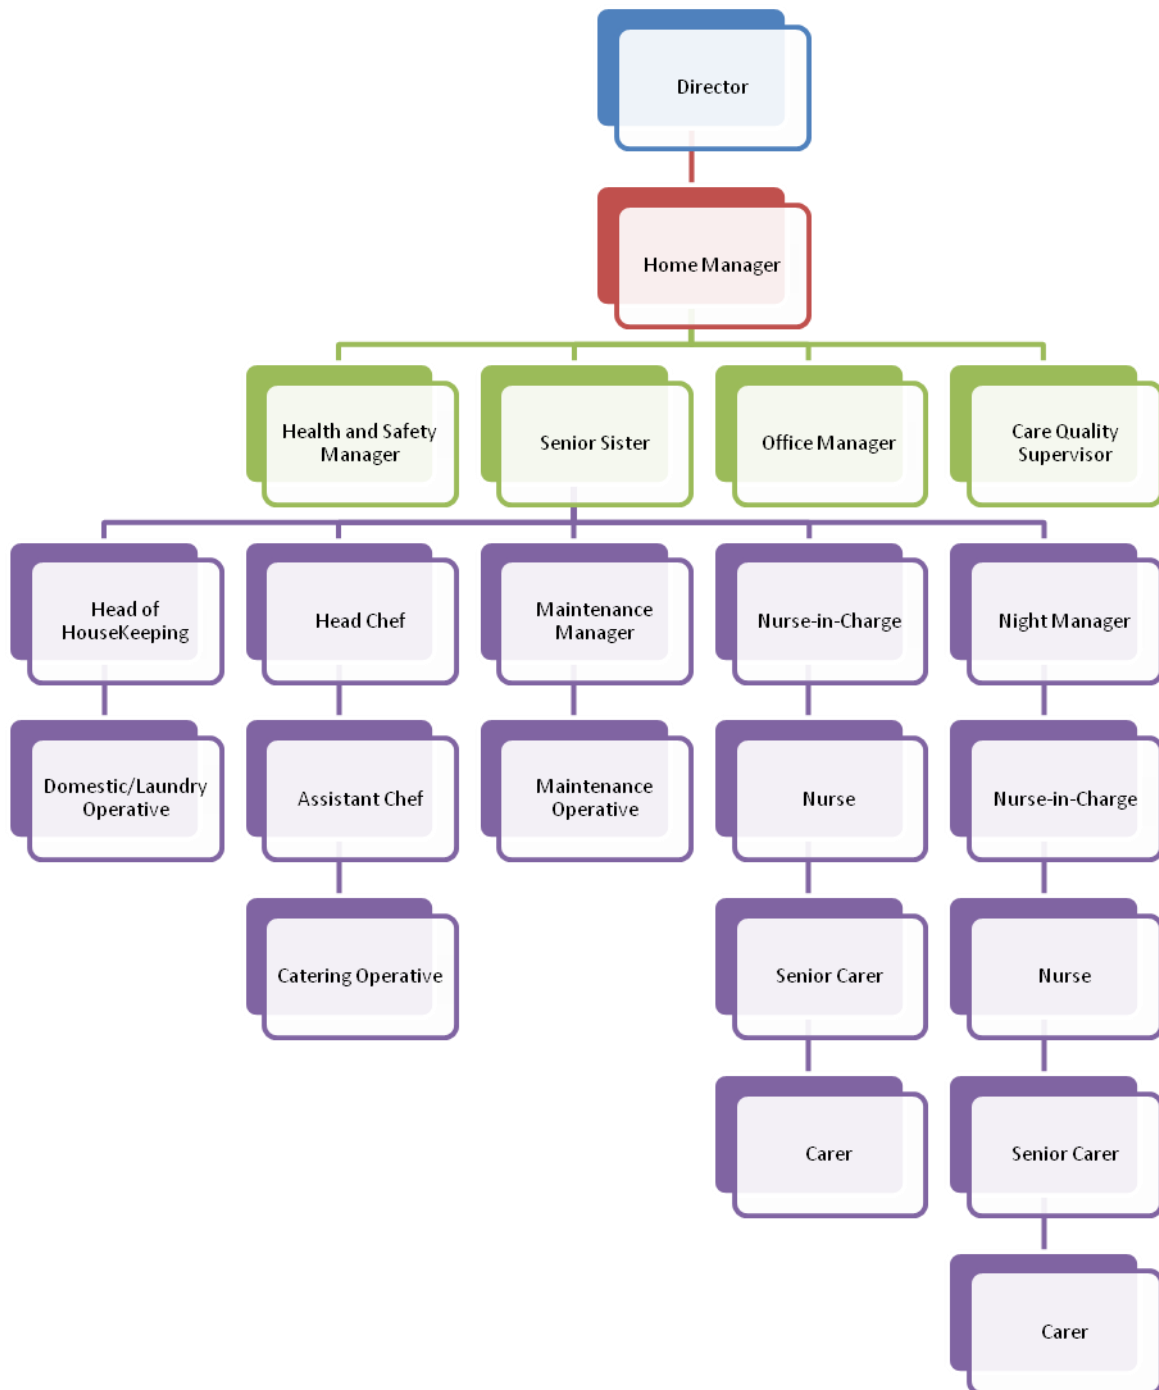 Director
Home Manager
Health and Safety
Manager
Senior Sister
Office Manager
Care Quality
Supervisor
Head of
HouseKeeping
Head Chef
Maintenance
Manager
Nurse-in-Charge
Night Manager
Domestic/Laundry
Operative
Assistant Chef
Maintenance
Operative
Nurse
Nurse-in-Charge
Catering Operative
Senior Carer
Nurse
Carer
Senior Carer
Carer